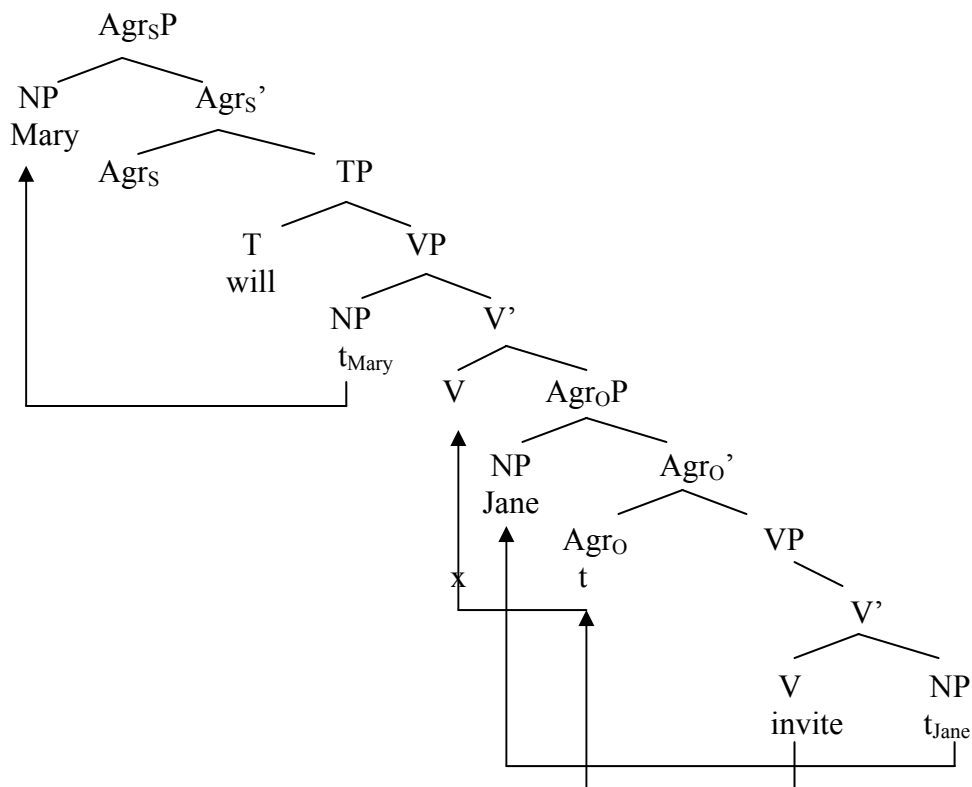 AgrSP
NP AgrS’
Mary
AgrS TP
T VP
will
NP V’
tMary
V AgrOP
NP AgrO’
Jane
AgrO VP
x t
V’
V NP
invite tJane